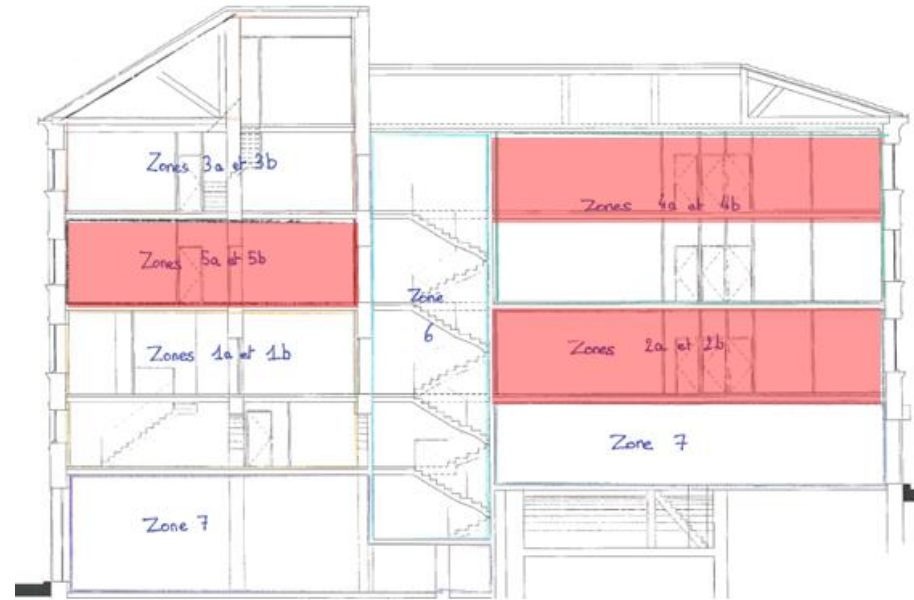 Zones 3a et 3b
Zones 4a et 4b
Zones 5a et 5b
Zone
6
Zones 1a et 1b
Zones 2a et 2b
Zone 7
Zone 7